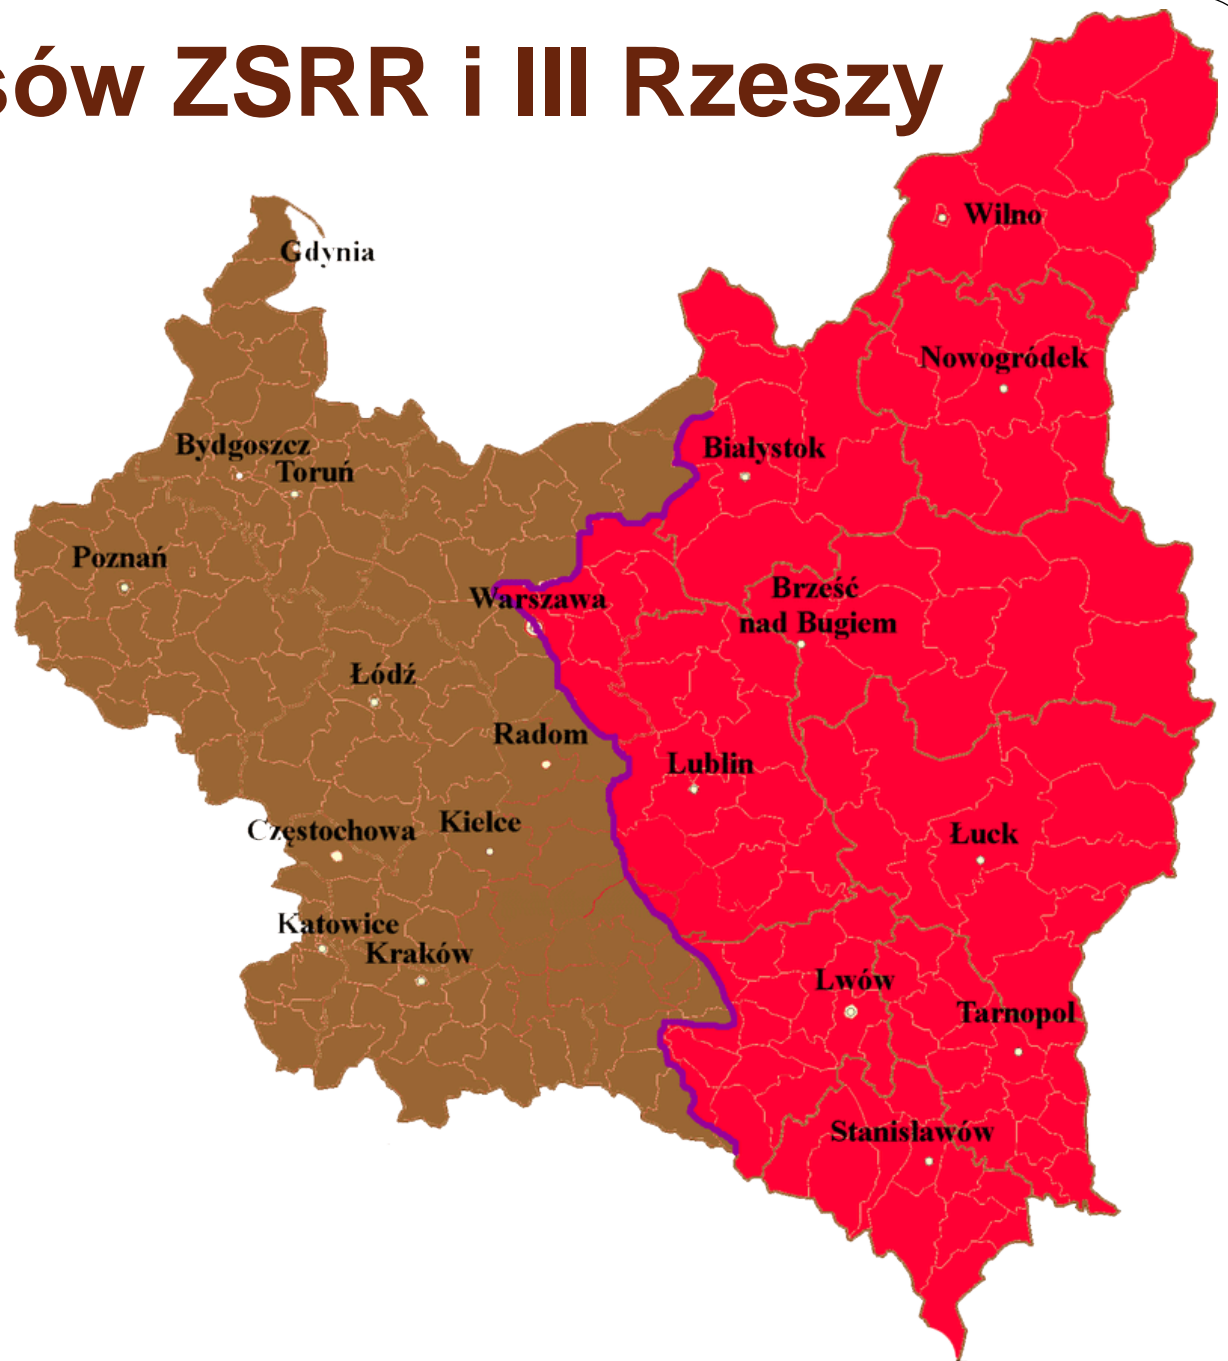 sów ZSRR i III Rzeszy
Wilno
Gdynia
Nowogródek
Bydgoszcz
Toruń
Białystok
Poznań
Warszawa
Brześć
nad Bugiem
Łódź
Radom
Lublin
Częstochowa
Kielce
Łuck
Katowice
Kraków
Lwów
Tarnopol
Stanisławów